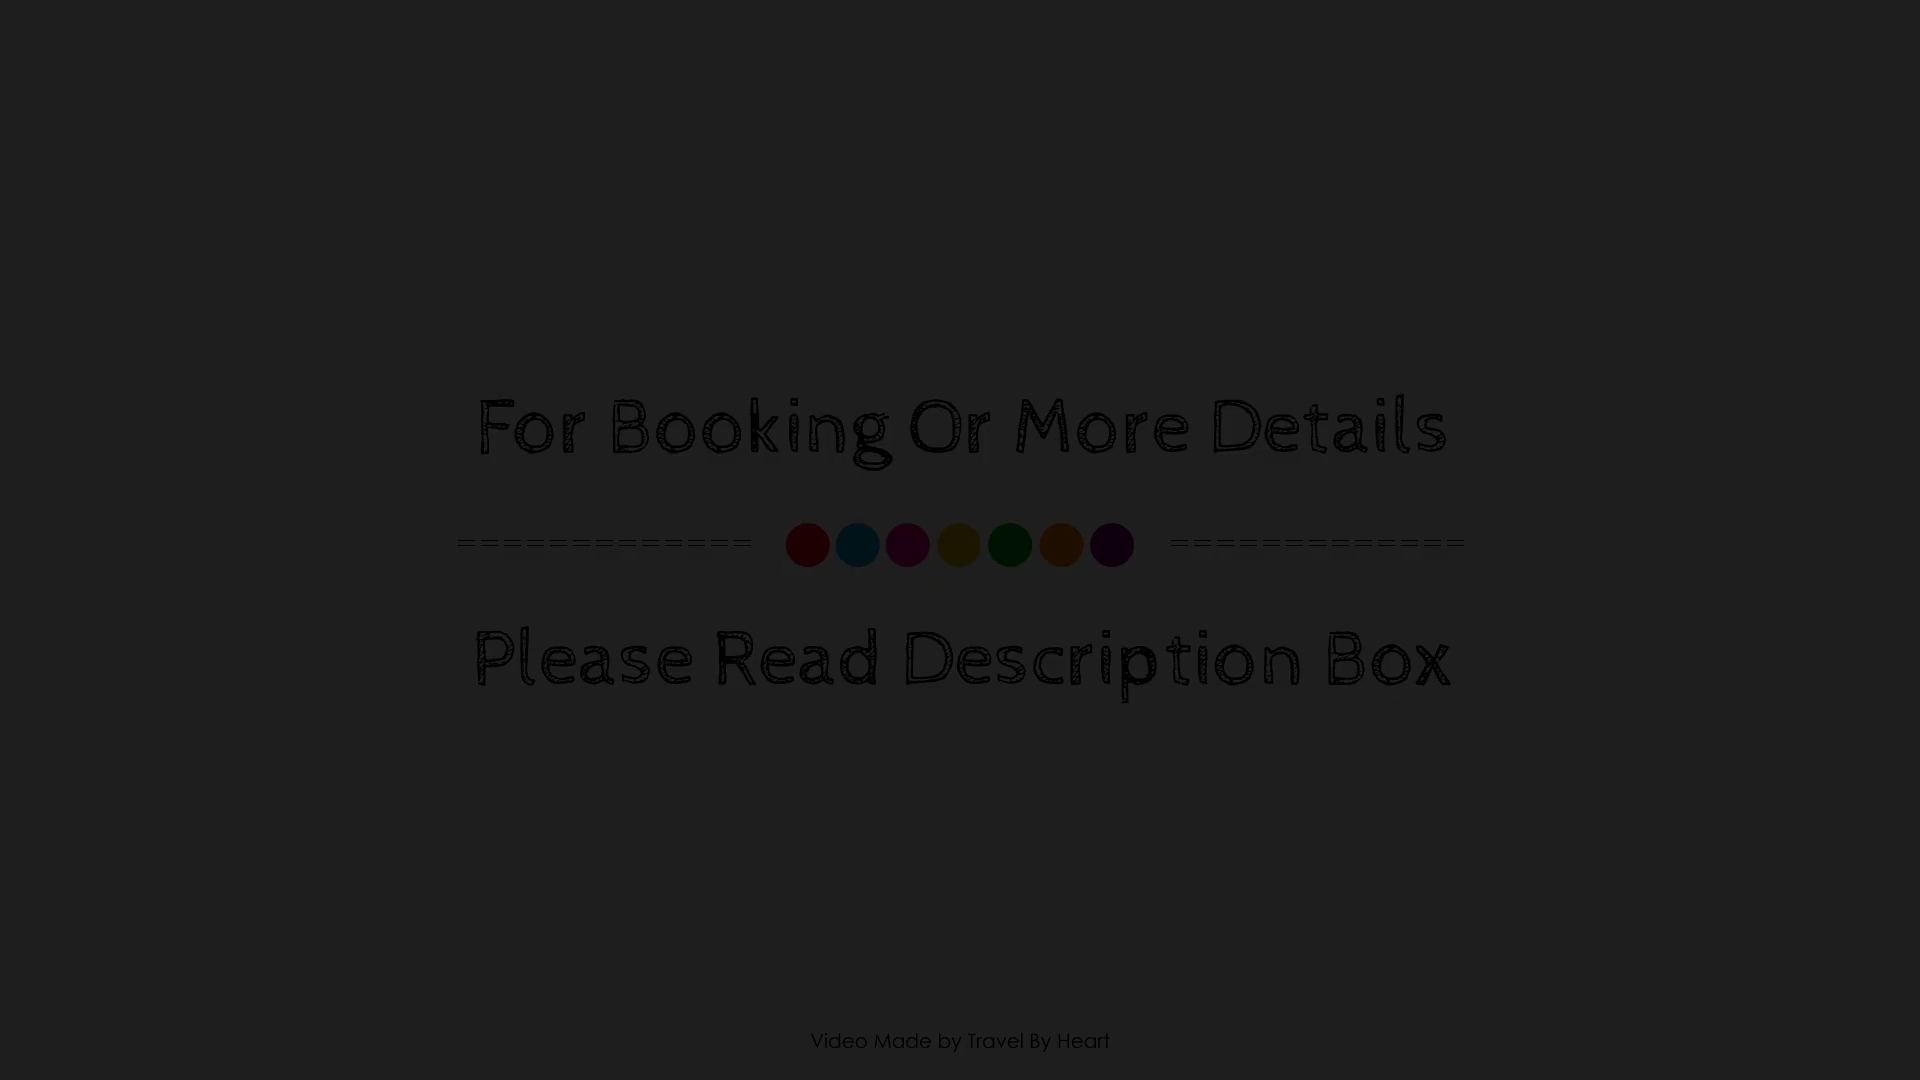 For Booking Or More Details
============= =============
Please Read Description Box
Video Made by Travel By Heart